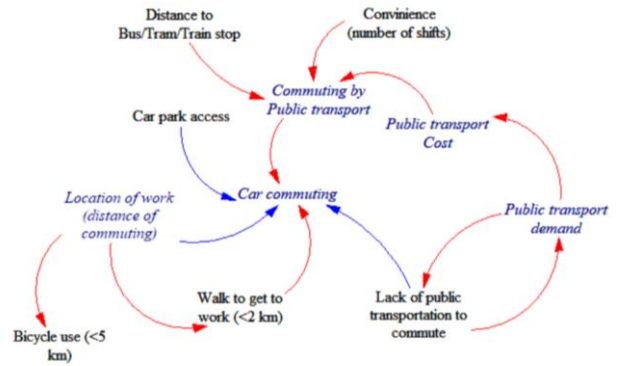 Distance to
Bus/Tram/Train stop
Convinience
(number of shifts)
Commuting by
Public transport
Car park access
Public transport
Cost
Location of work
(distance of
commuting)
Car commuting
Public transport
demand
Walk to get to
work (<2 km)
Lack of public
transportation to
commute
Bicycle use (<5
km)